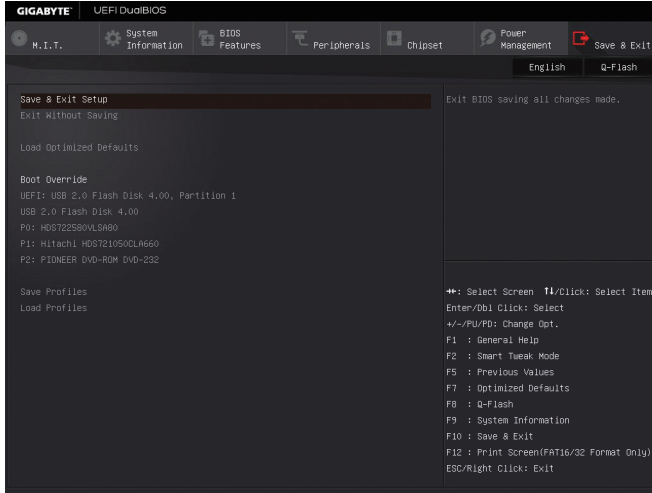 GIGABYTE™ UEFI DualBIOS
M.I.T.
System Information
BIOS Features
Peripherals
Chipset
Power Management
Save & Exit
English
Q-Flash
Save & Exit Setup
Exit Without Saving
Load Optimized Defaults
Boot Override
UEFI: USB 2.0 Flash Disk 4.00, Partition 1
USB 2.0 Flash Disk 4.00
P0: HDS722580VLSA80
P1: Hitachi HDS721050CLA660
P2: PIONEER DVD-ROM DVD-232
Save Profiles
Load Profiles
Exit BIOS saving all changes made.
→←: Select Screen ↑↓/Click: Select Item
Enter/Dbl Click: Select
+/-/PU/PD: Change Opt.
F1 : General Help
F2 : Smart Tweak Mode
F5 : Previous Values
F7 : Optimized Defaults
F8 : Q-Flash
F9 : System Information
F10 : Save & Exit
F12 : Print Screen(FAT16/32 Format Only)
ESC/Right Click: Exit